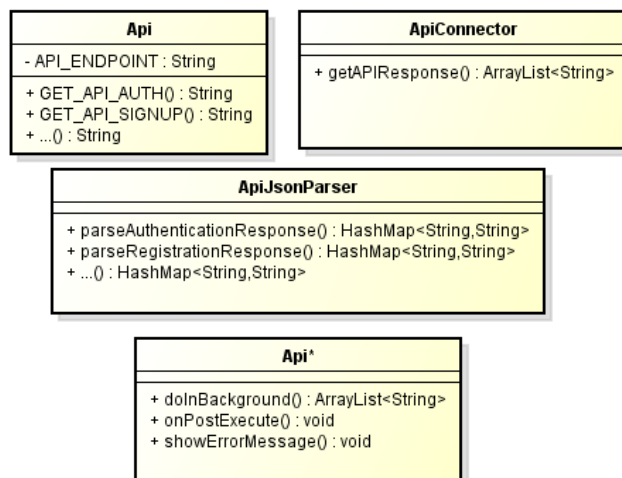 Api
- API_ENDPOINT : String
+ GET_API_AUTH() : String
+ GET_API_SIGNUP() : String
+ ...() : String
ApiConnector
+ getAPIResponse() : ArrayList<String>
ApiJsonParser
+ parseAuthenticationResponse() : HashMap<String,String>
+ parseRegistrationResponse() : HashMap<String,String>
+ ...() : HashMap<String,String>
Api*
+ doInBackground() : ArrayList<String>
+ onPostExecute() : void
+ showErrorMessage() : void